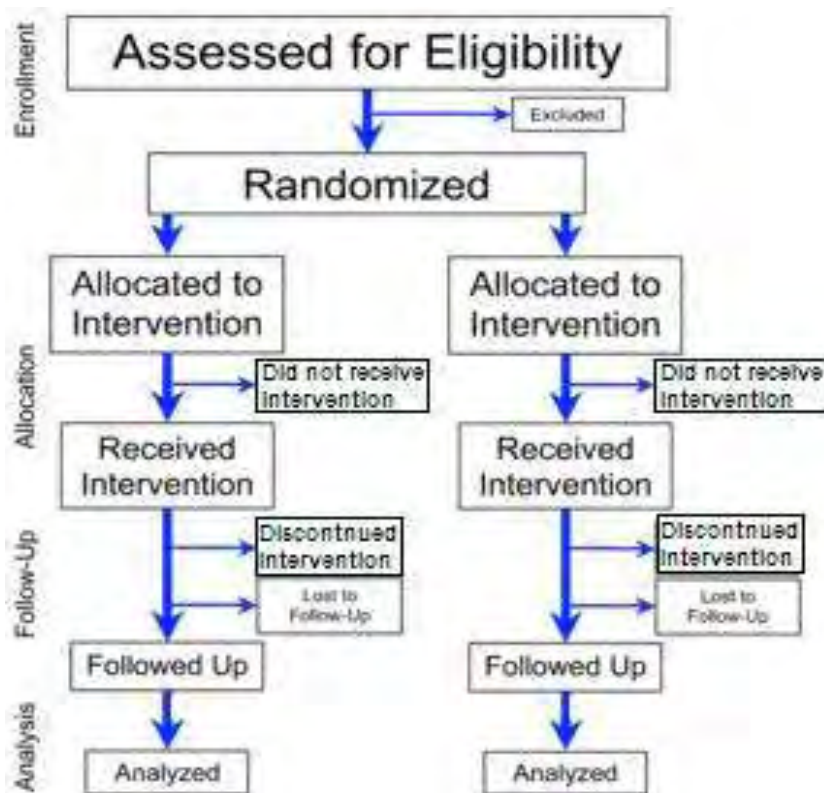 Enrollment
Assessed for Eligibility
Excluded
Randomized
Allocation
Allocated to
Intervention
Did not receive
intervention
Received
Intervention
Allocated to
Intervention
Did not receive
intervention
Received
Intervention
Follow-Up
Discontnued
intervention
Lost to
Follow-Up
Followed Up
Discontnued
intervention
Lost to
Follow-Up
Followed Up
Analysis
Analyzed
Analyzed